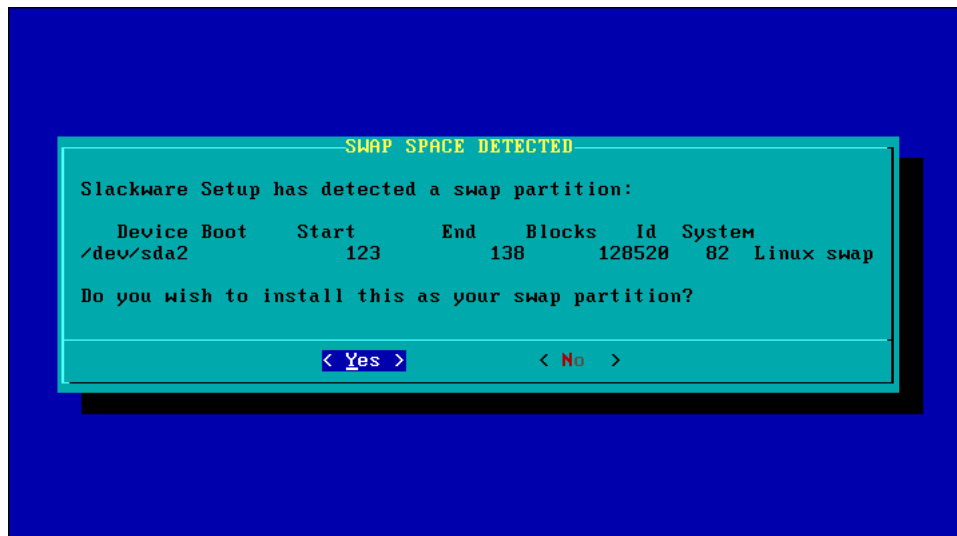 SWAP SPACE DETECTED
Slackware Setup has detected a swap partition:
Device Boot Start End Blocks Id System
/dev/sda2 123 138 128520 82 Linux swap
Do you wish to install this as your swap partition?
< Yes > < No >